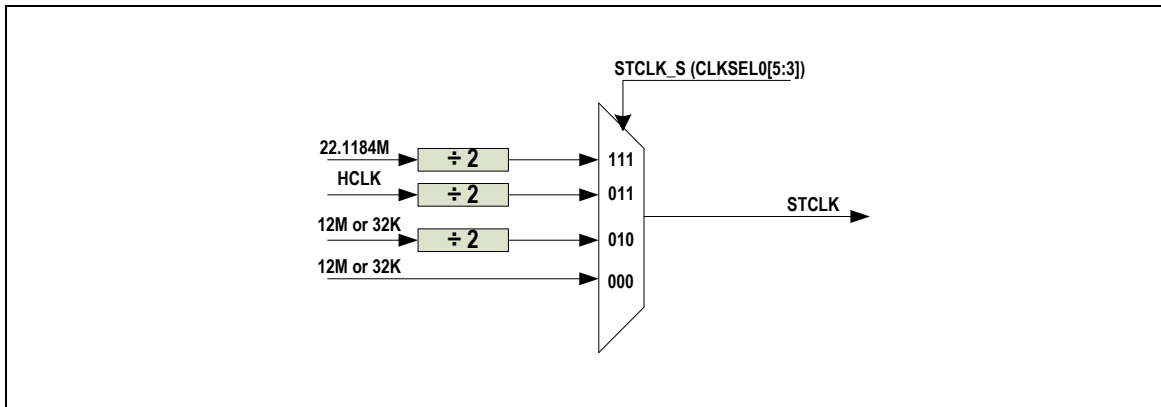 STCLK_S (CLKSEL0[5:3])
22.1184M
÷ 2
111
HCLK
÷ 2
011
STCLK
12M or 32K
÷ 2
010
12M or 32K
000